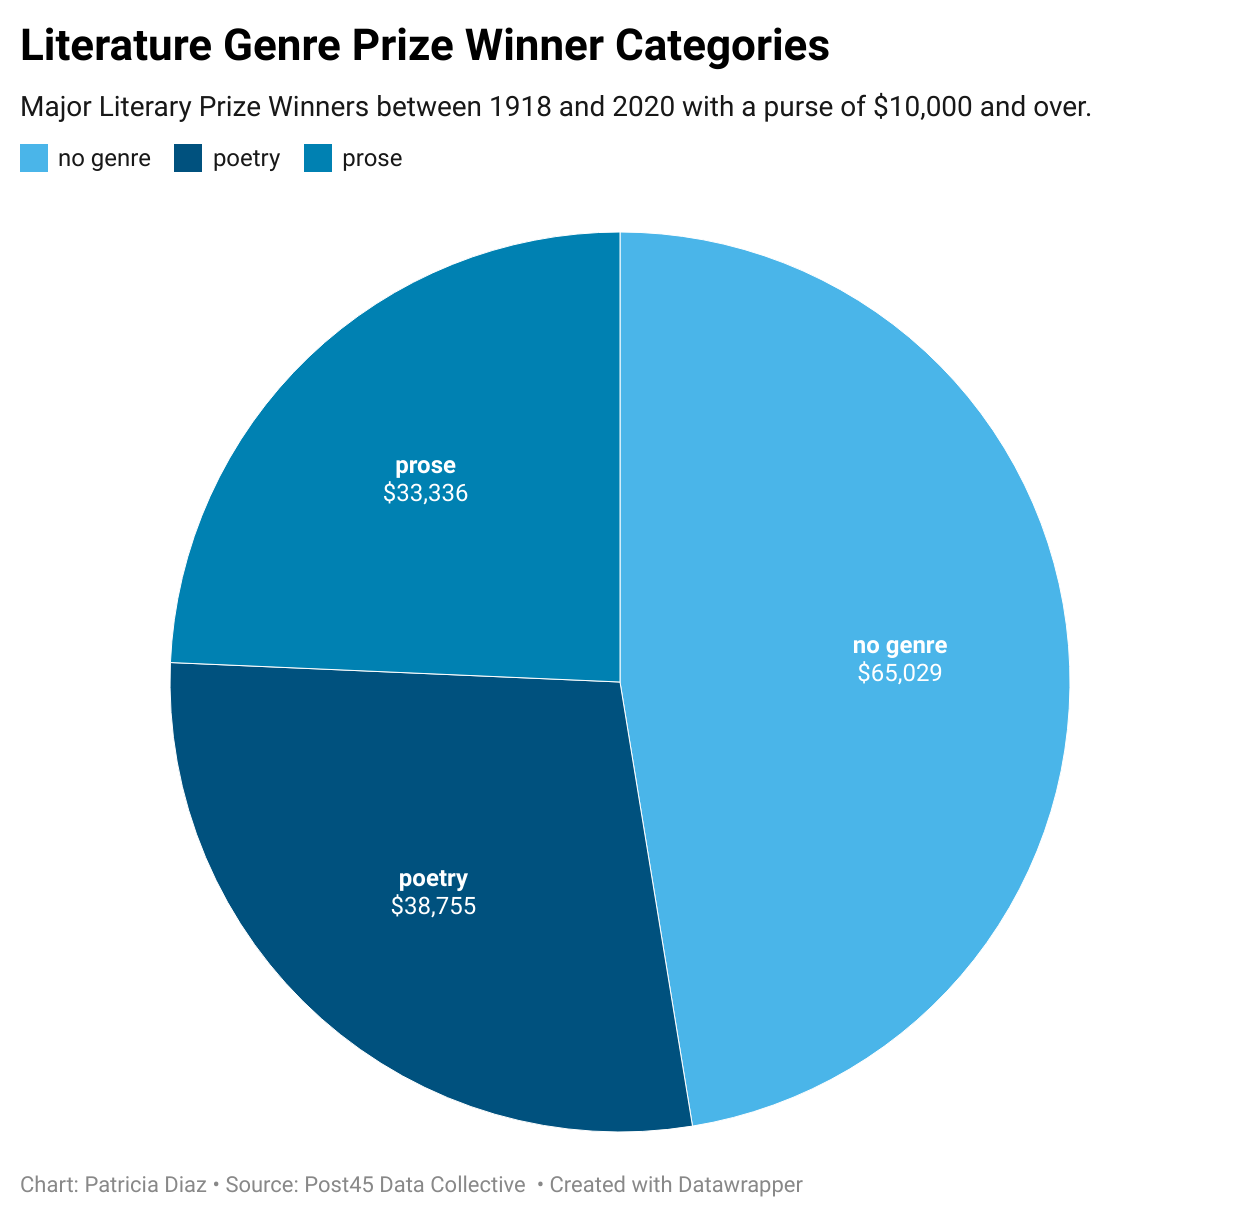 Literature Genre Prize Winner Categories
Major Literary Prize Winners between 1918 and 2020 with a purse of $10,000 and over.
no genre poetry prose
prose
$33,336
no genre
$65,029
poetry
$38,755
Chart: Patricia Diaz • Source: Post45 Data Collective • Created with Datawrapper